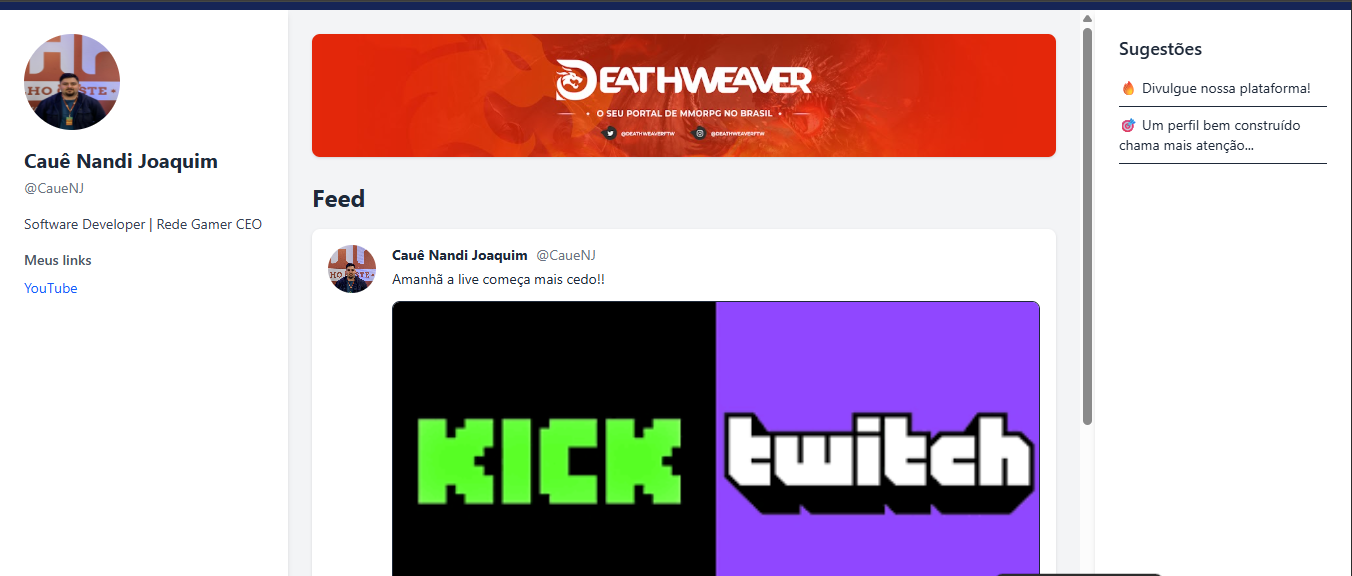 Cauê Nandi Joaquim
@CaueNJ
Software Developer | Rede Gamer CEO
Meus links
YouTube
DEATHWEAVER
• O SEU PORTAL DE MMORPG NO BRASIL •
@DEATHWEAVERFTW @DEATHWEAVERFTW
Feed
Cauê Nandi Joaquim @CaueNJ
Amanhã a live começa mais cedo!!
KICK
twitch
Sugestões
🔥 Divulgue nossa plataforma!
🎯 Um perfil bem construído
chama mais atenção...